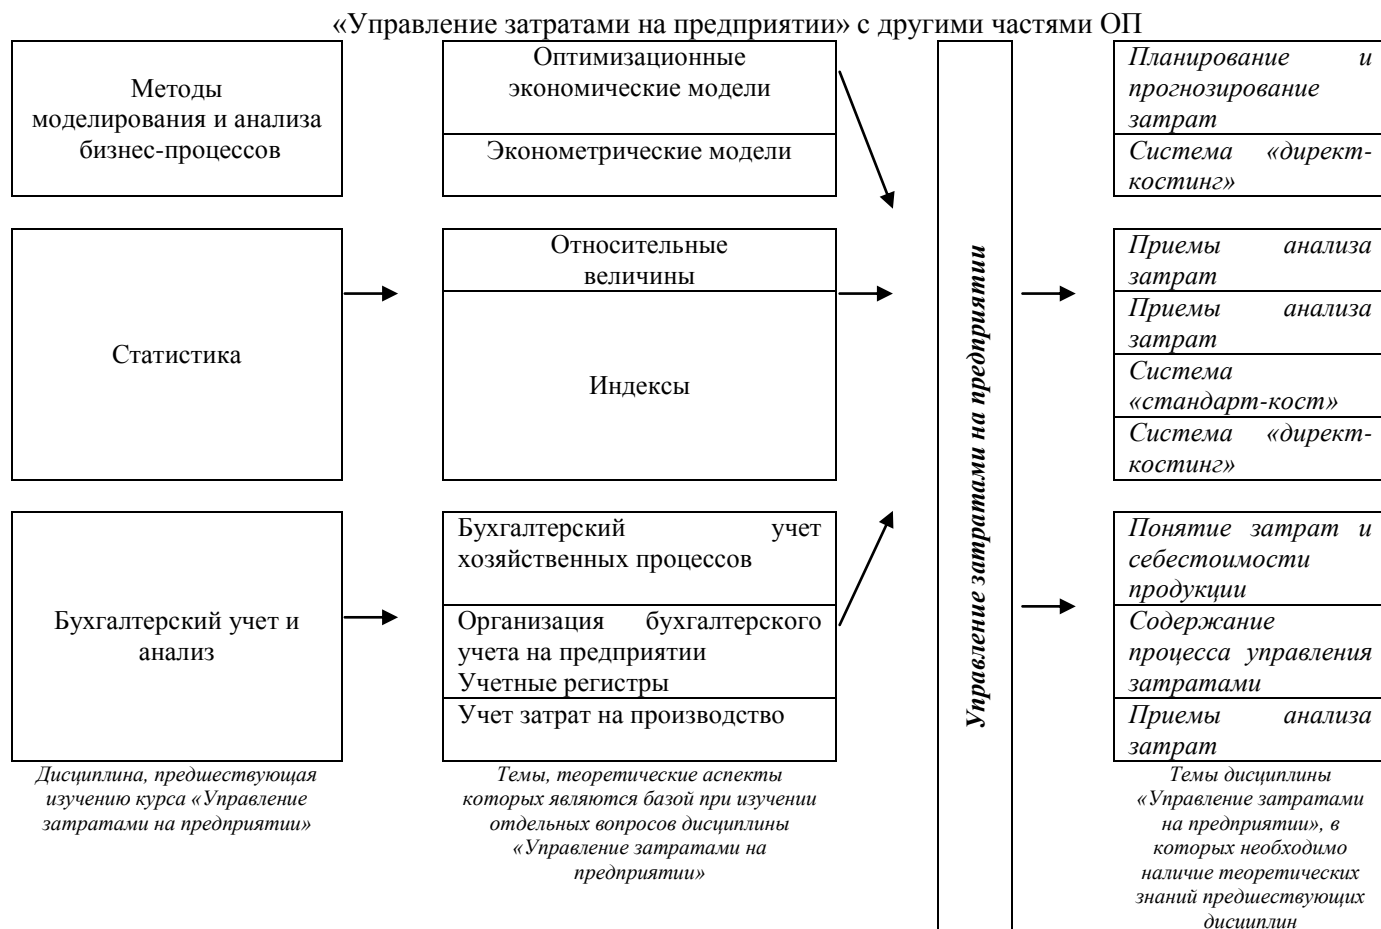 «Управление затратами на предприятии» с другими частями ОП
Методы
моделирования и анализа
бизнес-процессов
Оптимизационные
экономические модели
Эконометрические модели
Планирование и
прогнозирование
затрат
Система «директ-
костинг»
Статистика
Относительные
величины
Индексы
Приемы анализа
затрат
Приемы анализа
затрат
Система
«стандарт-кост»
Система «директ-
костинг»
Управление затратами на предприятии
Бухгалтерский учет и
анализ
Бухгалтерский учет
хозяйственных процессов
Организация бухгалтерского
учета на предприятии
Учетные регистры
Учет затрат на производство
Понятие затрат и
себестоимости
продукции
Содержание
процесса управления
затратами
Приемы анализа
затрат
Дисциплина, предшествующая
изучению курса «Управление
затратами на предприятии»
Темы, теоретические аспекты
которых являются базой при изучении
отдельных вопросов дисциплины
«Управление затратами на
предприятии»
Темы дисциплины
«Управление затратами
на предприятии», в
которых необходимо
наличие теоретических
знаний предшествующих
дисциплин